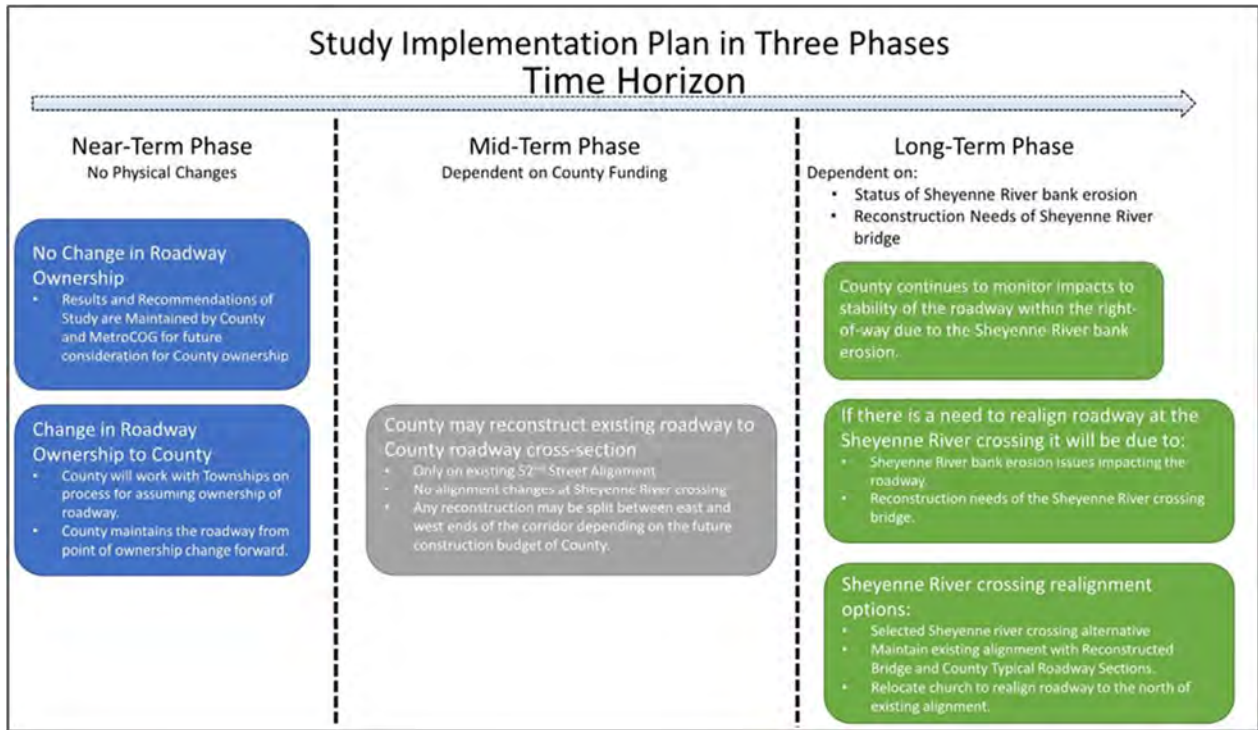 Study Implementation Plan in Three Phases
Time Horizon
Near-Term Phase
No Physical Changes
No Change in Roadway
Ownership
• Results and Recommendations of
Study are Maintained by County
and MetroCOG for future
consideration for County ownership
Change in Roadway
Ownership to County
• County will work with Townships on
process for assuming ownership of
roadway.
• County maintains the roadway from
point of ownership change forward.
Mid-Term Phase
Dependent on County Funding
County may reconstruct existing roadway to
County roadway cross-section
• Only on existing 52nd Street Alignment
• No alignment changes at Sheyenne River crossing
• Any reconstruction may be split between east and
west ends of the corridor depending on the future
construction budget of County.
Long-Term Phase
Dependent on:
• Status of Sheyenne River bank erosion
• Reconstruction Needs of Sheyenne River
bridge
County continues to monitor impacts to
stability of the roadway within the right-
of-way due to the Sheyenne River bank
erosion.
If there is a need to realign roadway at the
Sheyenne River crossing it will be due to:
• Sheyenne River bank erosion issues impacting the
roadway.
• Reconstruction needs of the Sheyenne River crossing
bridge.
Sheyenne River crossing realignment
options:
• Selected Sheyenne river crossing alternative
• Maintain existing alignment with Reconstructed
Bridge and County Typical Roadway Sections.
• Relocate church to realign roadway to the north of
existing alignment.